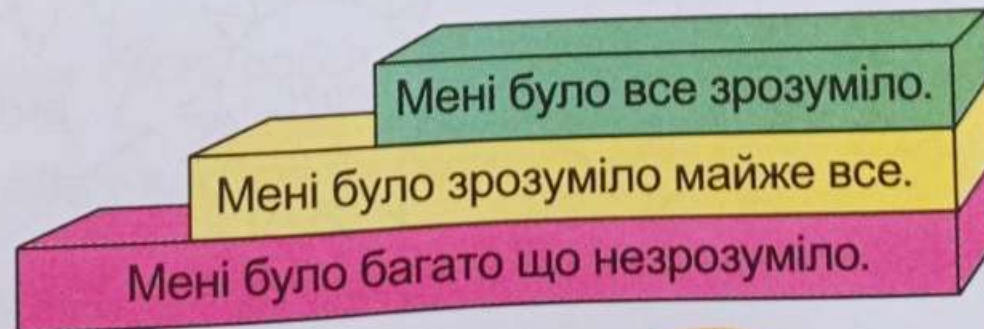 Мені було все зрозуміло.
Мені було зрозуміло майже все.
Мені було багато що незрозуміло.